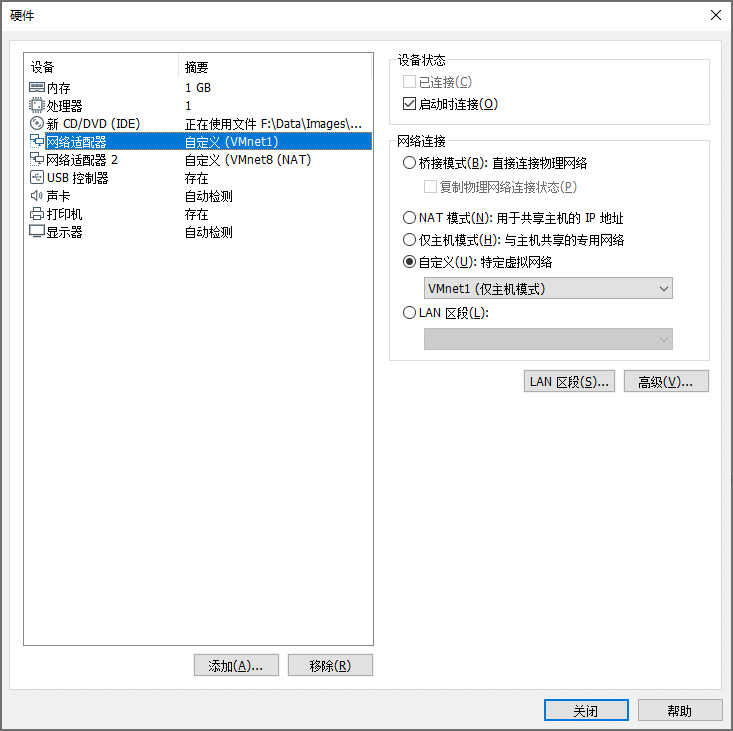 硬件
设备 摘要
内存 1 GB
处理器 1
新 CD/DVD (IDE) 正在使用文件 F:\Data\Images\...
网络适配器 自定义 (VMnet1)
网络适配器 2 自定义 (VMnet8 (NAT)
USB 控制器 存在
声卡 自动检测
打印机 存在
显示器 自动检测
添加(A)...
移除(R)
设备状态
已连接(C)
启动时连接(O)
网络连接
桥接模式(B): 直接连接物理网络
复制物理网络连接状态(P)
NAT 模式(N): 用于共享主机的 IP 地址
仅主机模式(H): 与主机共享的专用网络
自定义(U): 特定虚拟网络
VMnet1 (仅主机模式)
LAN 区段(L):
LAN 区段(S)...
高级(V)...
关闭
帮助